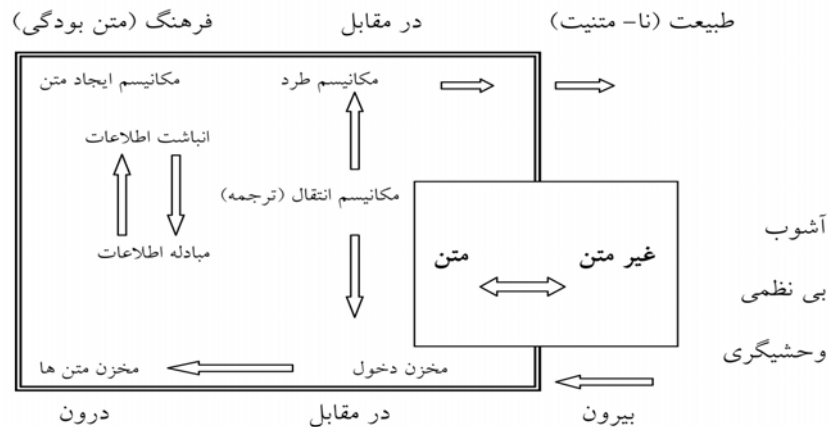 طبیعت (نا- متنیت) در مقابل فرهنگ (متن بودگی)
مکانیسم طرد مکانیسم ایجاد متن
انباشت اطلاعات
مکانیسم انتقال (ترجمه)
آشوب
غیر متن متن مبادله اطلاعات
بی نظمی
وحشیگری
مخزن دخول مخزن متن ها
بیرون در مقابل درون